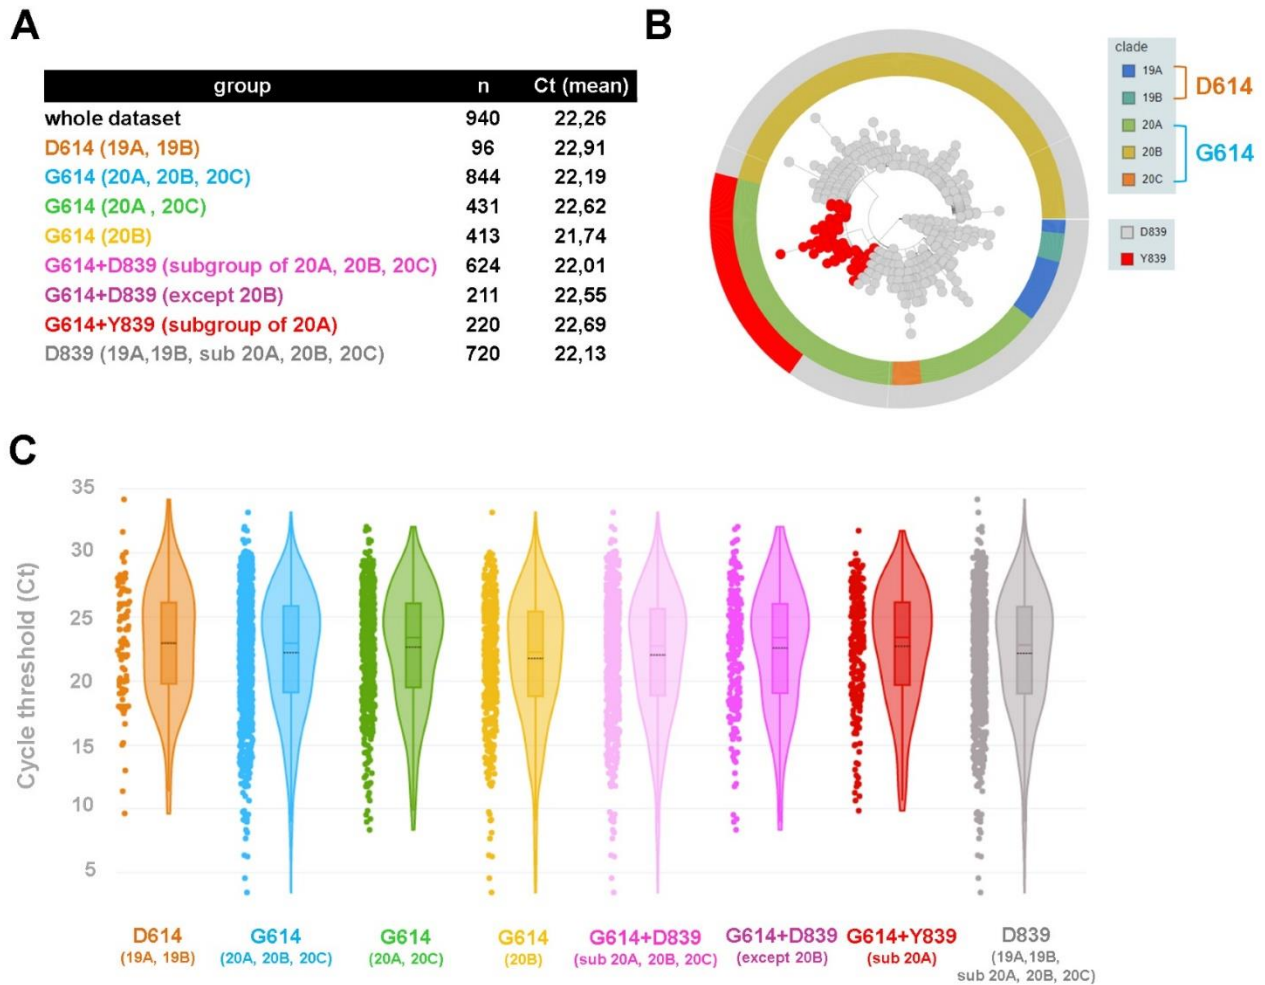 A
group n Ct (mean)
whole dataset 940 22,26
D614 (19A, 19B) 96 22,91
G614 (20A, 20B, 20C) 844 22,19
G614 (20A , 20C) 431 22,62
G614 (20B) 413 21,74
G614+D839 (subgroup of 20A, 20B, 20C) 624 22,01
G614+D839 (except 20B) 211 22,55
G614+Y839 (subgroup of 20A) 220 22,69
D839 (19A,19B, sub 20A, 20B, 20C) 720 22,13
B
clade
19A
19B
20A
20B
20C
D614
G614
D839
Y839
C
Cycle threshold (Ct)
35
30
25
20
15
10
5
D614
(19A, 19B)
G614
(20A, 20B, 20C)
G614
(20A, 20C)
G614
(20B)
G614+D839
(sub 20A, 20B, 20C)
G614+D839
(except 20B)
G614+Y839
(sub 20A)
D839
(19A,19B,
sub 20A, 20B, 20C)